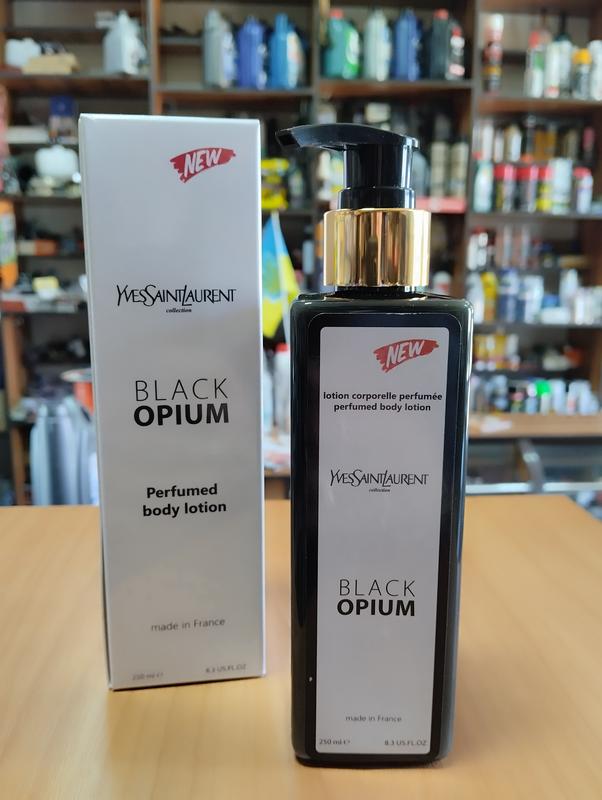 NEW
YVESSAINTLAURENT
collection
BLACK
OPIUM
Perfumed
body lotion
made in France
250 ml ℮
8.3 US.FL.OZ
NEW
lotion corporelle perfumée
perfumed body lotion
YVESSAINTLAURENT
collection
BLACK
OPIUM
made in France
250 ml ℮
8.3 US.FL.OZ